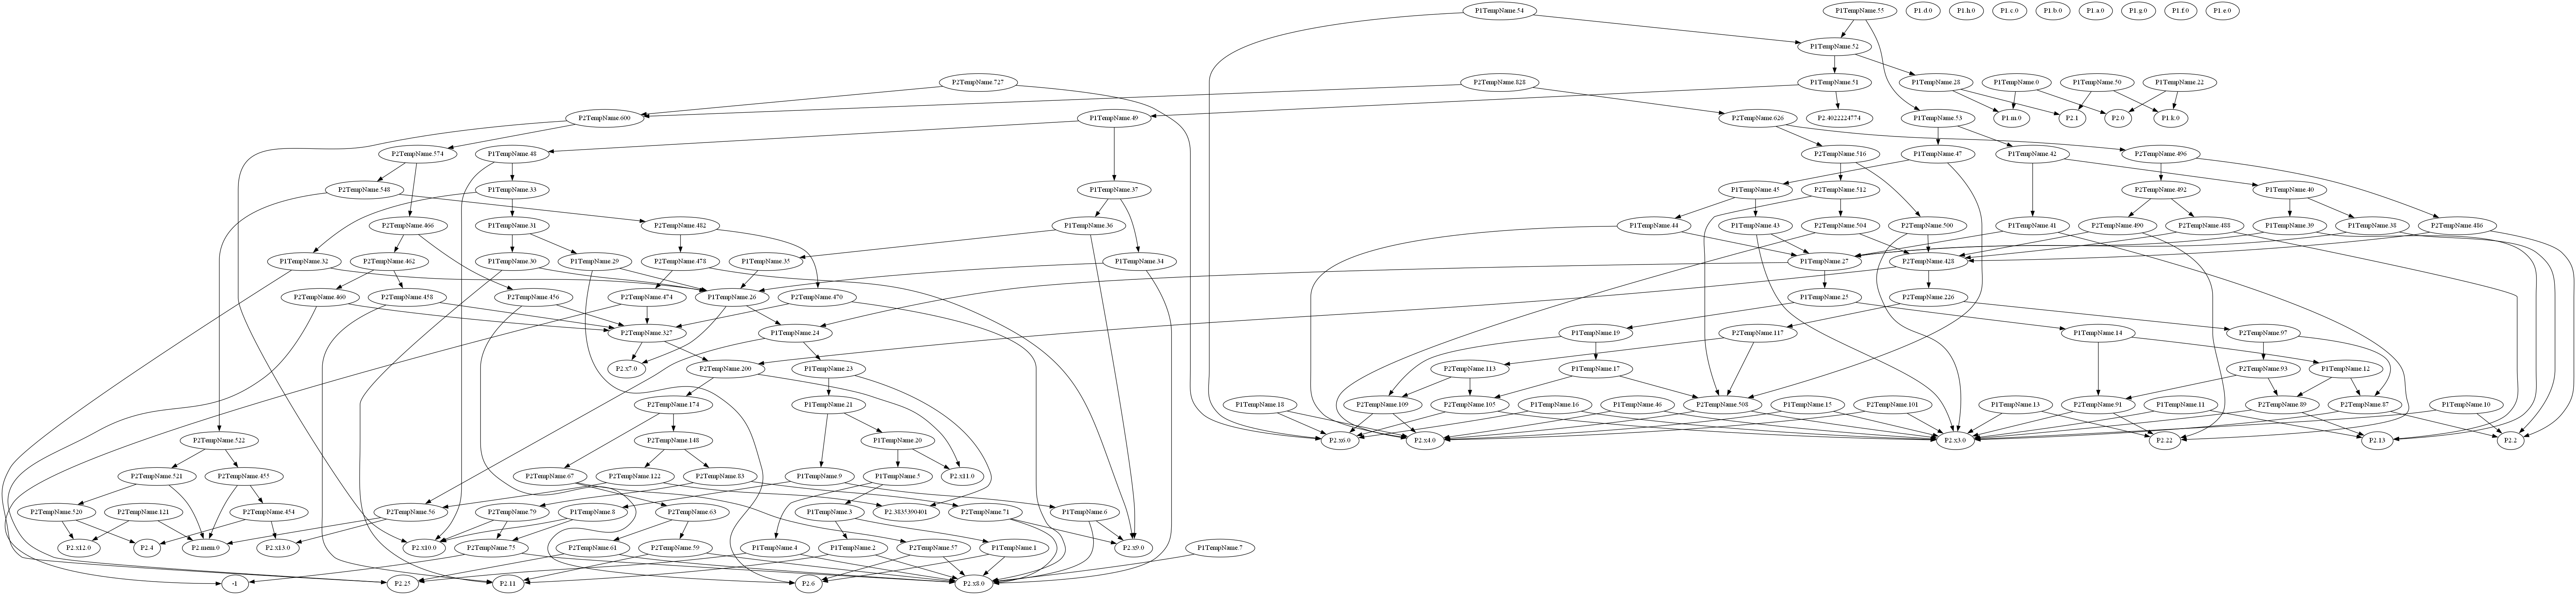 P1TempName.54 P1TempName.55 P1.d.0 P1.h.0 P1.c.0 P1.b.0 P1.a.0 P1.g.0 P1.f.0 P1.e.0
P1TempName.52
P2TempName.727 P2TempName.828 P1TempName.51 P1TempName.28 P1TempName.0 P1TempName.50 P1TempName.22
P2TempName.600 P1TempName.49 P2TempName.626 P2.4022224774 P1TempName.53 P1.m.0 P2.1 P2.0 P1.k.0
P2TempName.574 P1TempName.48 P2TempName.516 P1TempName.47 P1TempName.42 P2TempName.496
P2TempName.548 P1TempName.33 P1TempName.37 P1TempName.45 P2TempName.512 P2TempName.492 P1TempName.40
P2TempName.466 P1TempName.31 P2TempName.482 P1TempName.36 P1TempName.44 P1TempName.43 P2TempName.504 P2TempName.500 P1TempName.41 P2TempName.490 P2TempName.488 P1TempName.39 P1TempName.38 P2TempName.486
P1TempName.32 P2TempName.462 P1TempName.30 P1TempName.29 P2TempName.478 P1TempName.35 P1TempName.34 P1TempName.27 P2TempName.428
P2TempName.460 P2TempName.458 P2TempName.456 P2TempName.474 P1TempName.26 P2TempName.470 P1TempName.25 P2TempName.226
P2TempName.327 P1TempName.24 P1TempName.19 P2TempName.117 P1TempName.14 P2TempName.97
P2.x7.0 P2TempName.200 P1TempName.23 P2TempName.113 P1TempName.17 P2TempName.93 P1TempName.12
P2TempName.174 P1TempName.21 P1TempName.18 P2TempName.109 P2TempName.105 P1TempName.16 P1TempName.46 P2TempName.508 P1TempName.15 P2TempName.101 P1TempName.13 P2TempName.91 P1TempName.11 P2TempName.89 P2TempName.87 P1TempName.10
P2TempName.522 P2TempName.148 P1TempName.20 P2.x6.0 P2.x4.0 P2.x3.0 P2.22 P2.13 P2.2
P2TempName.521 P2TempName.455 P2TempName.67 P2TempName.122 P2TempName.83 P1TempName.9 P1TempName.5 P2.x11.0
P2TempName.520 P2TempName.121 P2TempName.454 P2TempName.56 P2TempName.79 P1TempName.8 P2TempName.63 P1TempName.3 P2.3835390401 P2TempName.71 P1TempName.6
P2.x12.0 P2.4 P2.mem.0 P2.x13.0 P2.x10.0 P2TempName.75 P2TempName.61 P2TempName.59 P1TempName.4 P1TempName.2 P2TempName.57 P1TempName.1 P2.x9.0 P1TempName.7
-1 P2.25 P2.11 P2.6 P2.x8.0